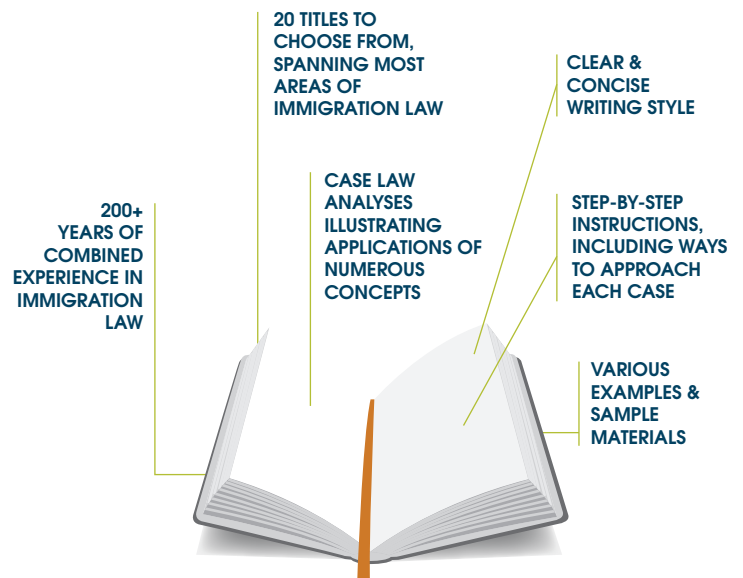 20 TITLES TO
CHOOSE FROM,
SPANNING MOST
AREAS OF
IMMIGRATION LAW
CLEAR &
CONCISE
WRITING STYLE
CASE LAW
ANALYSES
ILLUSTRATING
APPLICATIONS OF
NUMEROUS
CONCEPTS
STEP-BY-STEP
INSTRUCTIONS,
INCLUDING WAYS
TO APPROACH
EACH CASE
200+
YEARS OF
COMBINED
EXPERIENCE IN
IMMIGRATION
LAW
VARIOUS
EXAMPLES &
SAMPLE
MATERIALS